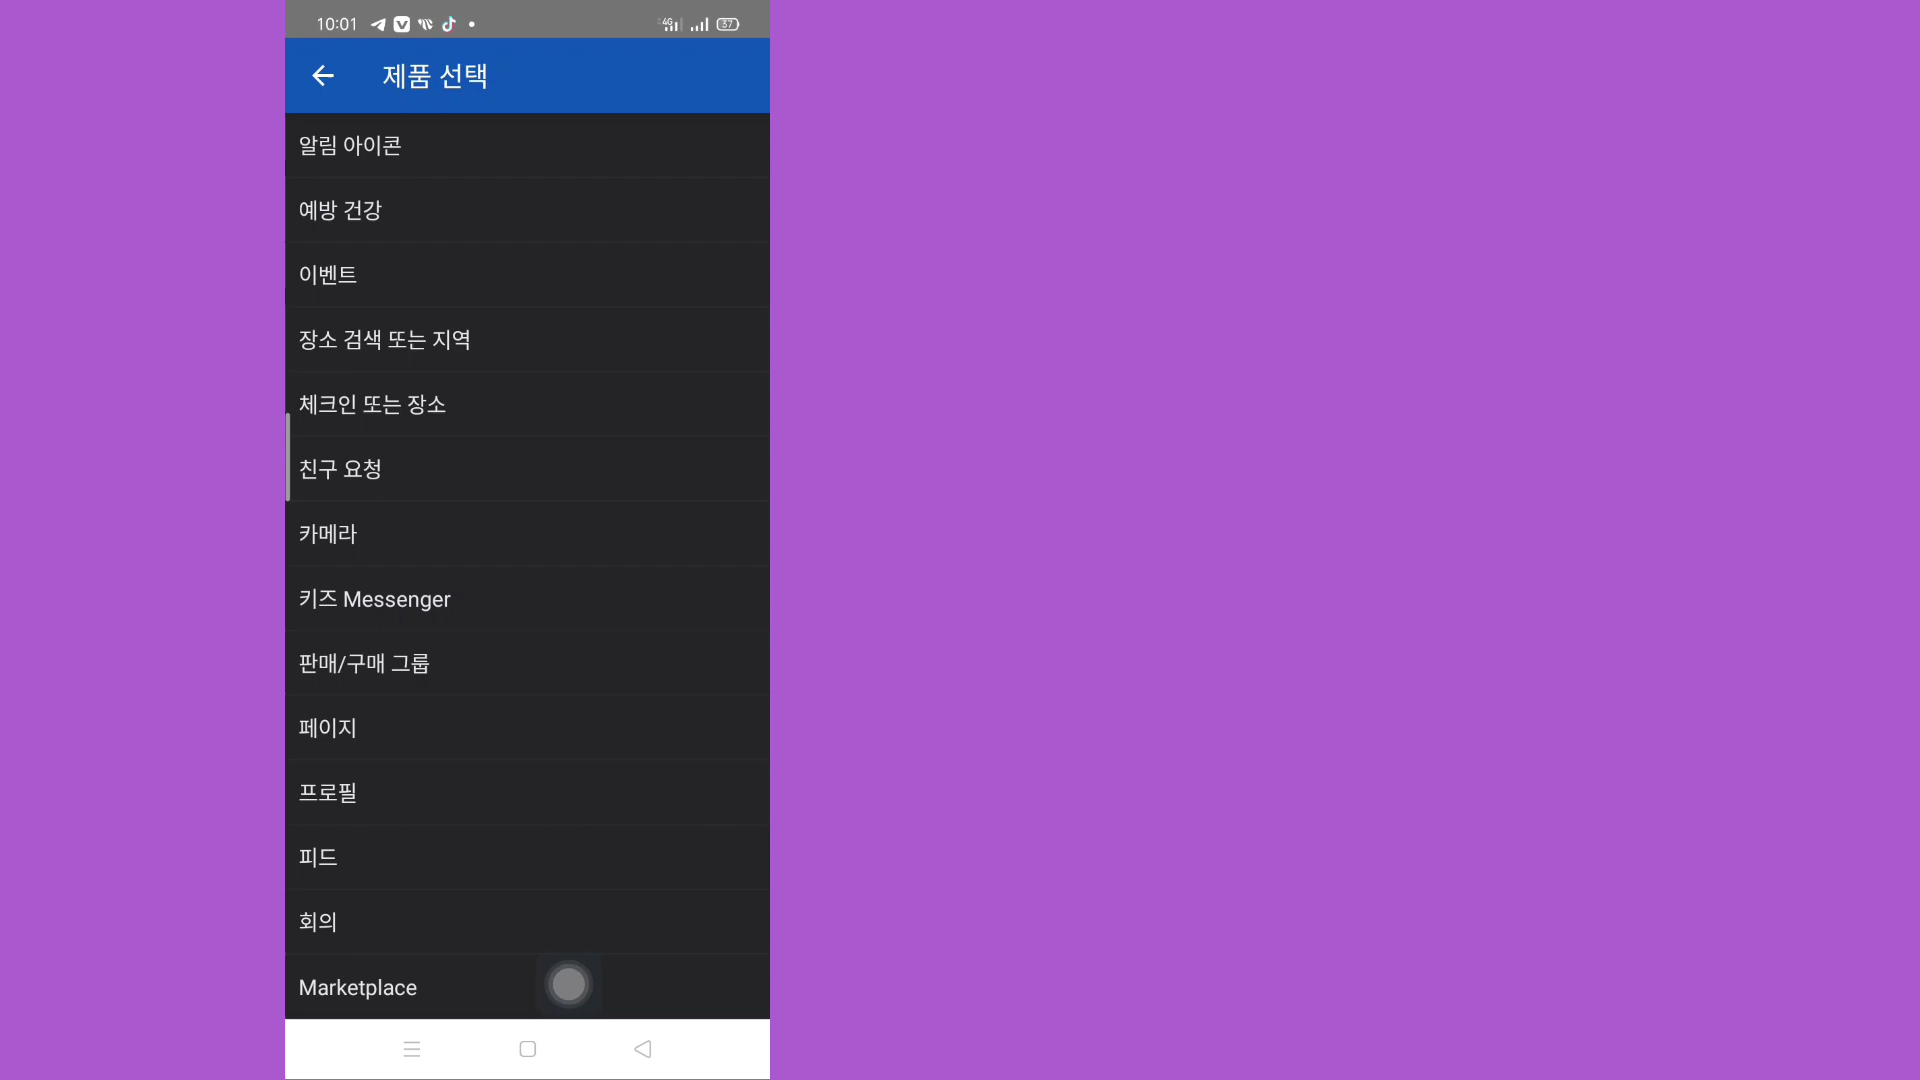 10:01
4G
37
제품 선택
알림 아이콘
예방 건강
이벤트
장소 검색 또는 지역
체크인 또는 장소
친구 요청
카메라
키즈 Messenger
판매/구매 그룹
페이지
프로필
피드
회의
Marketplace